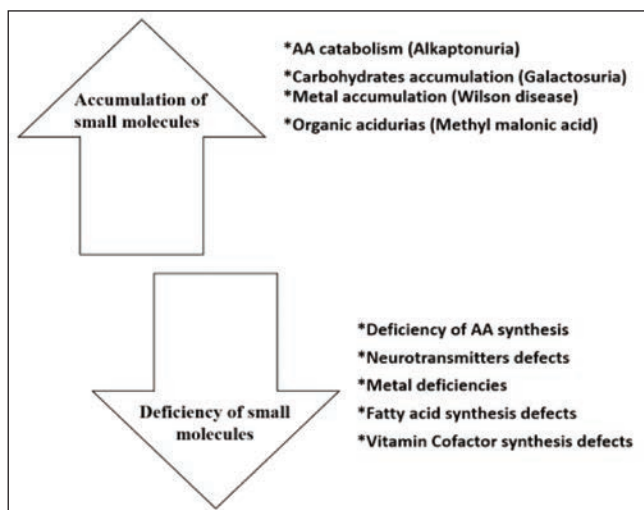 *AA catabolism (Alkaptonuria)
*Carbohydrates accumulation (Galactosuria)
*Metal accumulation (Wilson disease)
*Organic acidurias (Methyl malonic acid)
Accumulation of
small molecules
*Deficiency of AA synthesis
*Neurotransmitters defects
*Metal deficiencies
*Fatty acid synthesis defects
*Vitamin Cofactor synthesis defects
Deficiency of small
molecules